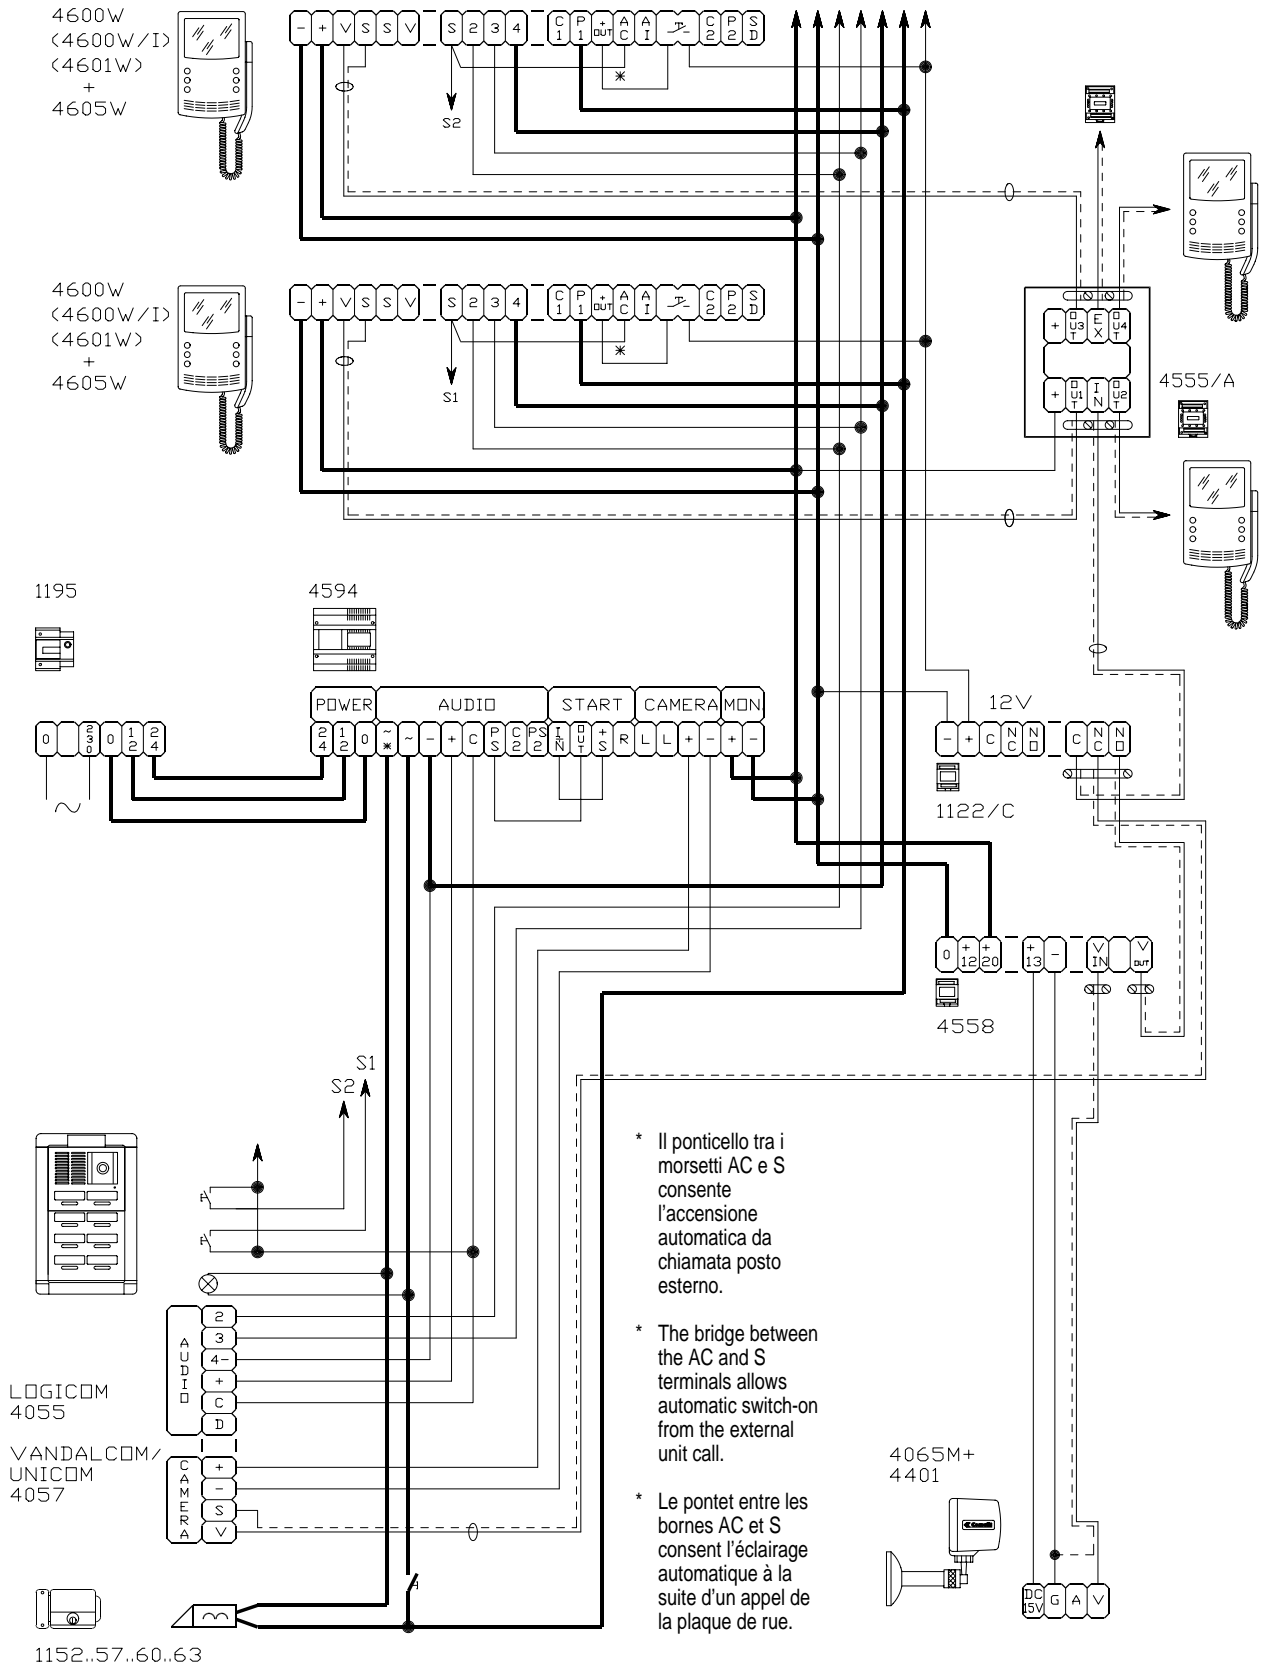 4600W
(4600W/I)
(4601W)
+
4605W
- + V S S V S 2 3 4 C1 P1 +OUT AC AI C2 P2 SD
*
S2
4600W
(4600W/I)
(4601W)
+
4605W
- + V S S V S 2 3 4 C1 P1 +OUT AC AI C2 P2 SD
*
S1
+ OUT3 EX OUT4
+ OUT1 IN OUT2
4555/A
1195
4594
POWER AUDIO START CAMERA MON.
0 230 0 12 24
24 12 0 ~* ~ - + C PS C2 PS2 IN OUT +S R L L + - + -
~
12V
- + C NC NO C NC NO
1122/C
0 +12 +20 +13 - V IN V OUT
4558
S1
S2
AUDIO
2
3
4-
+
C
D
LOGICOM
4055
VANDALCOM/
UNICOM
4057
CAMERA
+
-
S
V
* Il ponticello tra i
morsetti AC e S
consente
l'accensione
automatica da
chiamata posto
esterno.
* The bridge between
the AC and S
terminals allows
automatic switch-on
from the external
unit call.
* Le pontet entre les
bornes AC et S
consent l'éclairage
automatique à la
suite d'un appel de
la plaque de rue.
4065M+
4401
Comelit
DC 15V G A V
1152..57..60..63